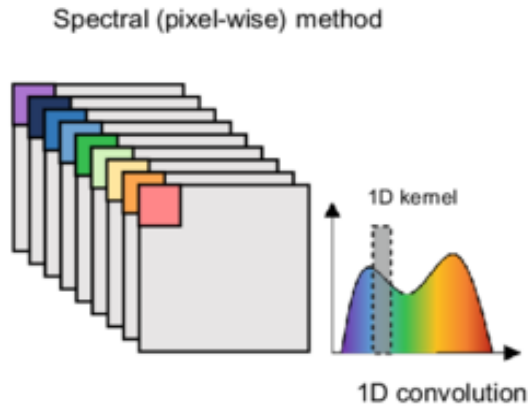 Spectral (pixel-wise) method
1D kernel
1D convolution